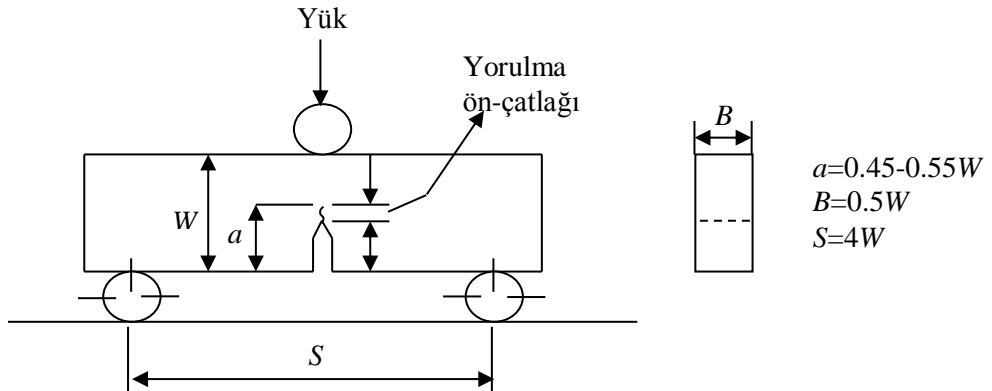 Yük
Yorulma
ön-çatlağı
B
a=0.45-0.55W
B=0.5W
S=4W
W
a
S